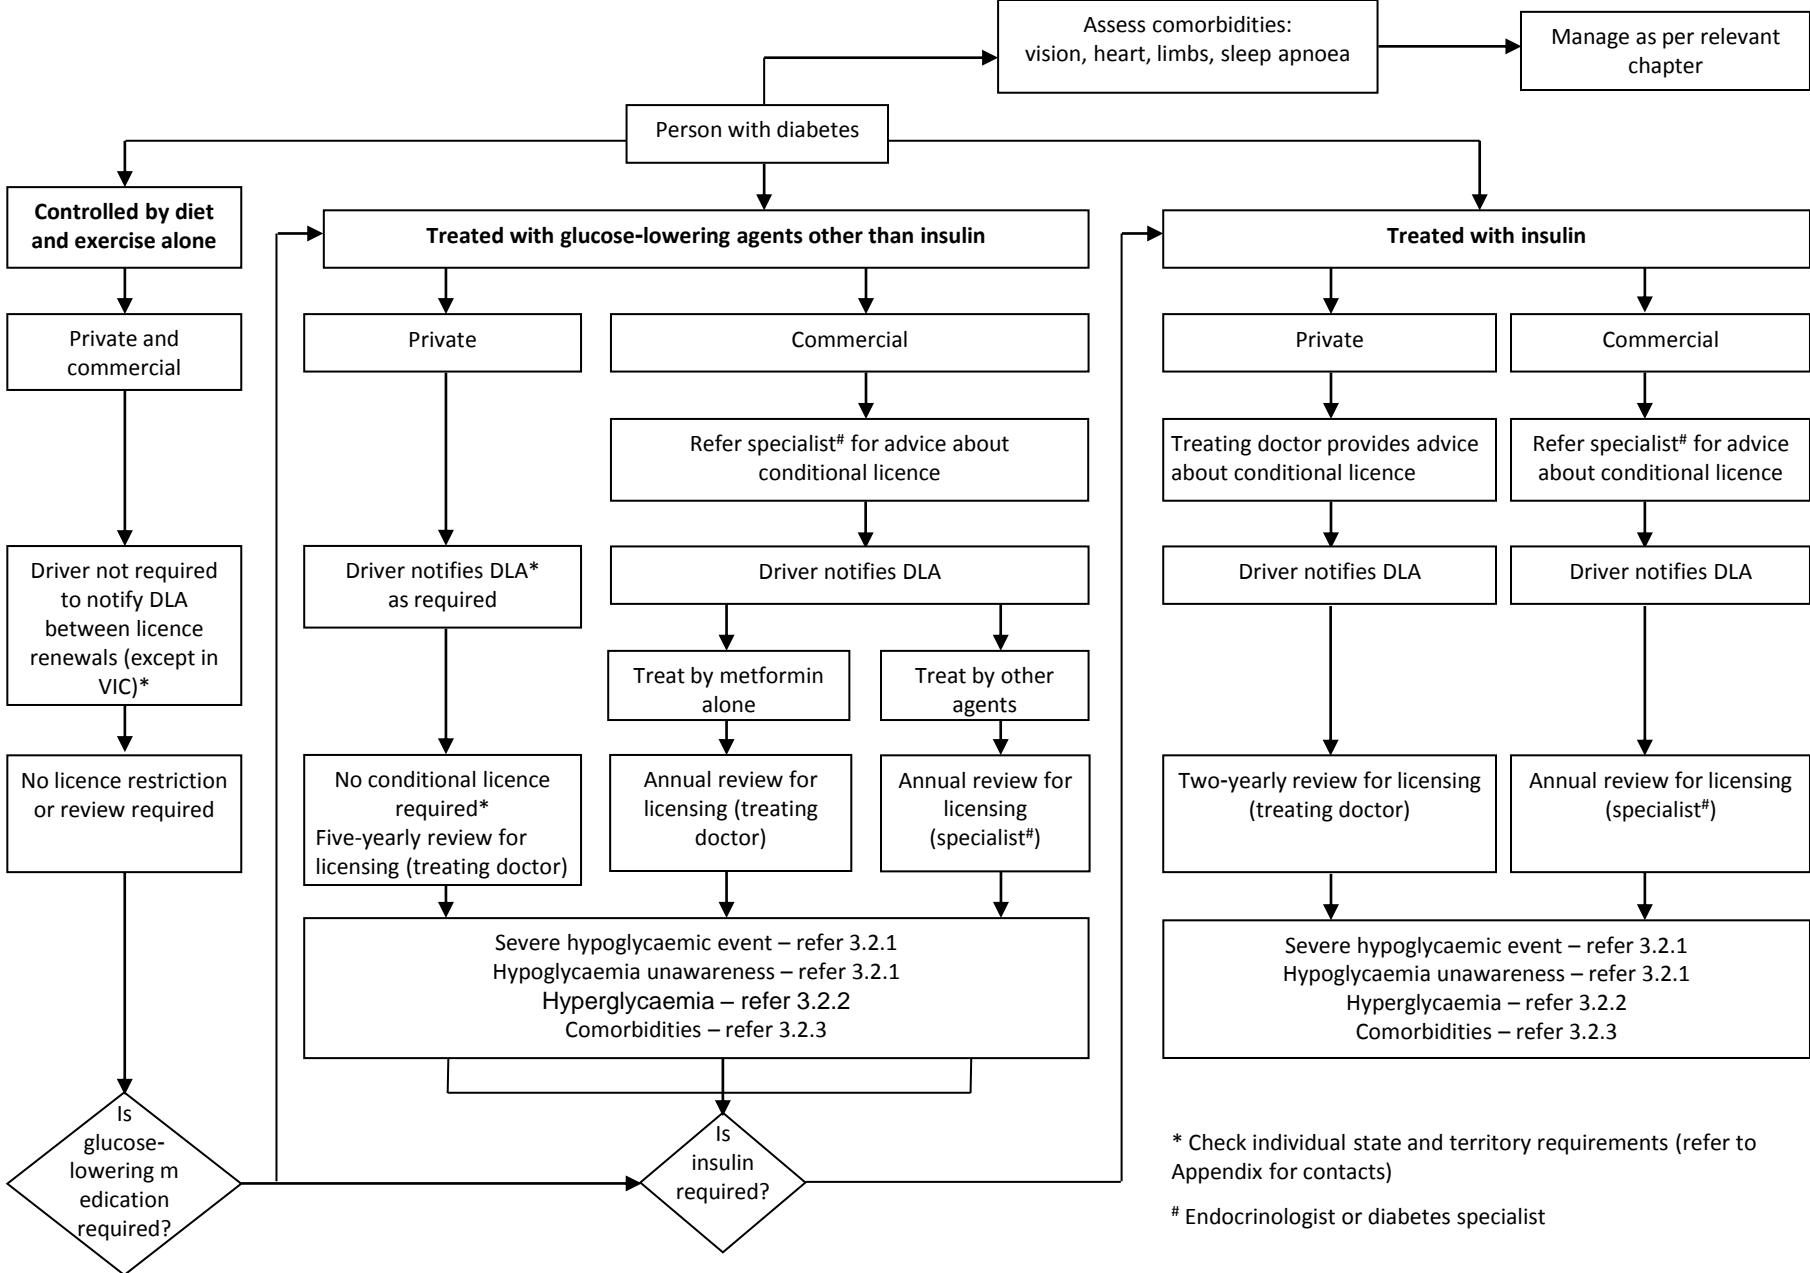 Assess comorbidities:
vision, heart, limbs, sleep apnoea
Manage as per relevant
chapter
Person with diabetes
Controlled by diet
and exercise alone
Treated with glucose-lowering agents other than insulin
Treated with insulin
Private and
commercial
Private
Commercial
Private
Commercial
Refer specialist# for advice about
conditional licence
Treating doctor provides advice
about conditional licence
Refer specialist# for advice
about conditional licence
Driver not required
to notify DLA
between licence
renewals (except in
VIC)*
Driver notifies DLA*
as required
Driver notifies DLA
Driver notifies DLA
Driver notifies DLA
Treat by metformin
alone
Treat by other
agents
No licence restriction
or review required
No conditional licence
required*
Five-yearly review for
licensing (treating doctor)
Annual review for
licensing (treating
doctor)
Annual review for
licensing
(specialist#)
Two-yearly review for licensing
(treating doctor)
Annual review for licensing
(specialist#)
Severe hypoglycaemic event – refer 3.2.1
Hypoglycaemia unawareness – refer 3.2.1
Hyperglycaemia – refer 3.2.2
Comorbidities – refer 3.2.3
Severe hypoglycaemic event – refer 3.2.1
Hypoglycaemia unawareness – refer 3.2.1
Hyperglycaemia – refer 3.2.2
Comorbidities – refer 3.2.3
Is
glucose-
lowering m
edication
required?
Is
insulin
required?
* Check individual state and territory requirements (refer to
Appendix for contacts)
# Endocrinologist or diabetes specialist